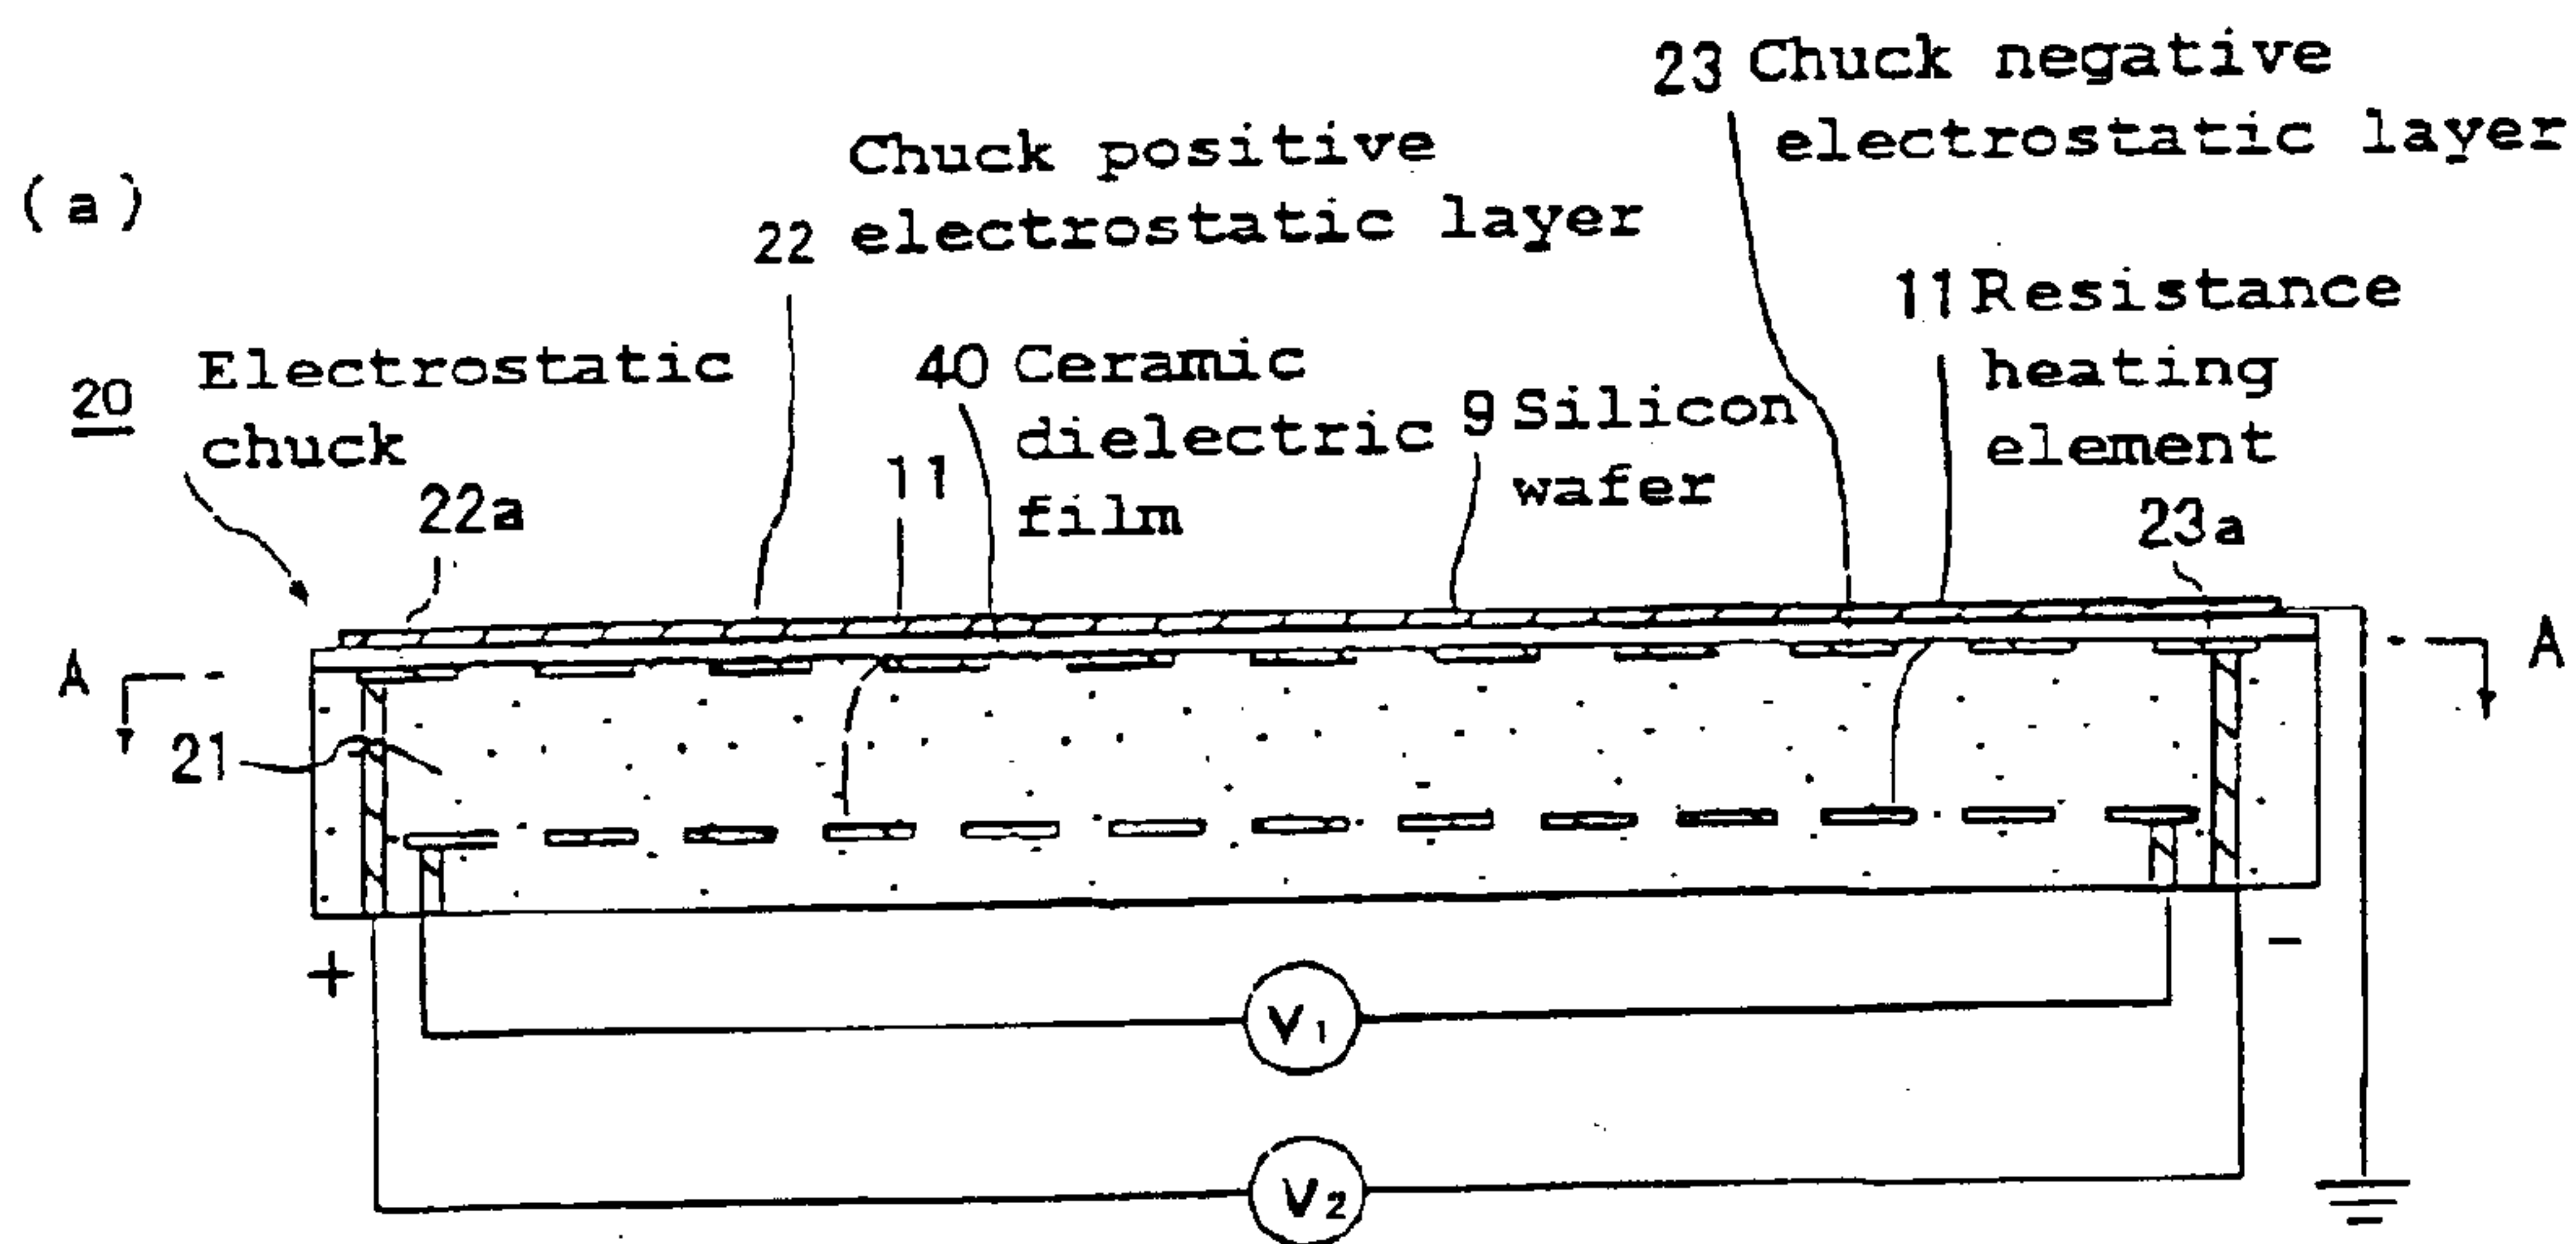 (a)
23 Chuck negative
electrostatic layer
Chuck positive
22 electrostatic layer
11 Resistance
heating
element
20 Electrostatic
chuck
40 Ceramic
dielectric
film
9 Silicon
wafer
22a
11
23a
A
A
21
+
-
V1
V2